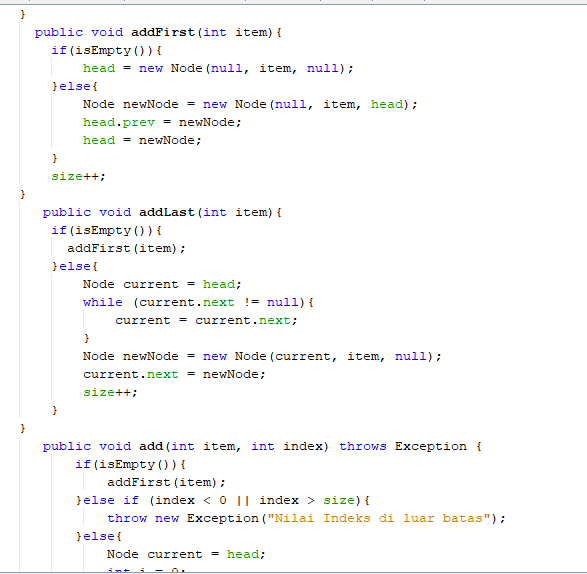 }
public void addFirst(int item){
if(isEmpty()){
head = new Node(null, item, null);
}else{
Node newNode = new Node(null, item, head);
head.prev = newNode;
head = newNode;
}
size++;
}
public void addLast(int item){
if(isEmpty()){
addFirst(item);
}else{
Node current = head;
while (current.next != null){
current = current.next;
}
Node newNode = new Node(current, item, null);
current.next = newNode;
size++;
}
}
public void add(int item, int index) throws Exception {
if(isEmpty()){
addFirst(item);
}else if (index < 0 || index > size){
throw new Exception("Nilai Indeks di luar batas");
}else{
Node current = head;
int i = 0;